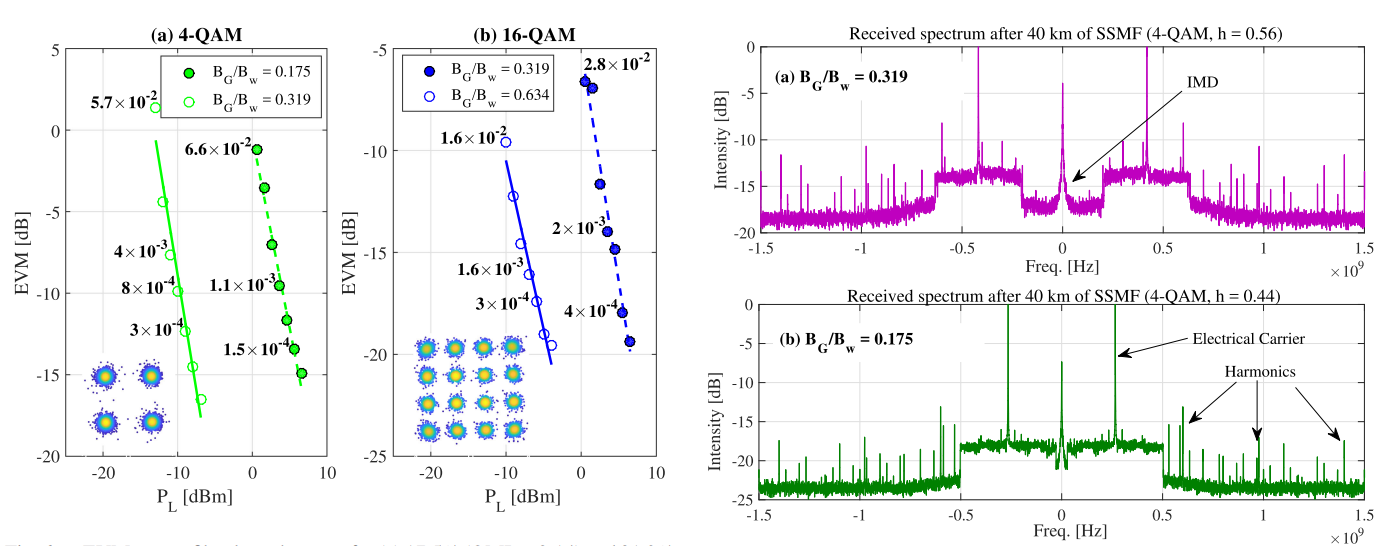 (a) 4-QAM
B_G/B_w = 0.175
B_G/B_w = 0.319
5.7×10^-2
6.6×10^-2
4×10^-3
8×10^-4
1.1×10^-3
3×10^-4
1.5×10^-4
5
0
-5
-10
-15
-20
EVM [dB]
-20
-10
0
10
P_L [dBm]
(b) 16-QAM
B_G/B_w = 0.319
B_G/B_w = 0.634
2.8×10^-2
1.6×10^-2
2×10^-3
1.6×10^-3
3×10^-4
4×10^-4
-5
-10
-15
-20
-25
EVM [dB]
-20
-10
0
10
P_L [dBm]
Received spectrum after 40 km of SSMF (4-QAM, h = 0.56)
(a) B_G/B_w = 0.319
IMD
0
-5
-10
-15
-20
Intensity [dB]
-1.5
-1
-0.5
0
0.5
1
1.5
Freq. [Hz]
×10^9
Received spectrum after 40 km of SSMF (4-QAM, h = 0.44)
(b) B_G/B_w = 0.175
Electrical Carrier
Harmonics
0
-5
-10
-15
-20
-25
Intensity [dB]
-1.5
-1
-0.5
0
0.5
1
1.5
Freq. [Hz]
×10^9